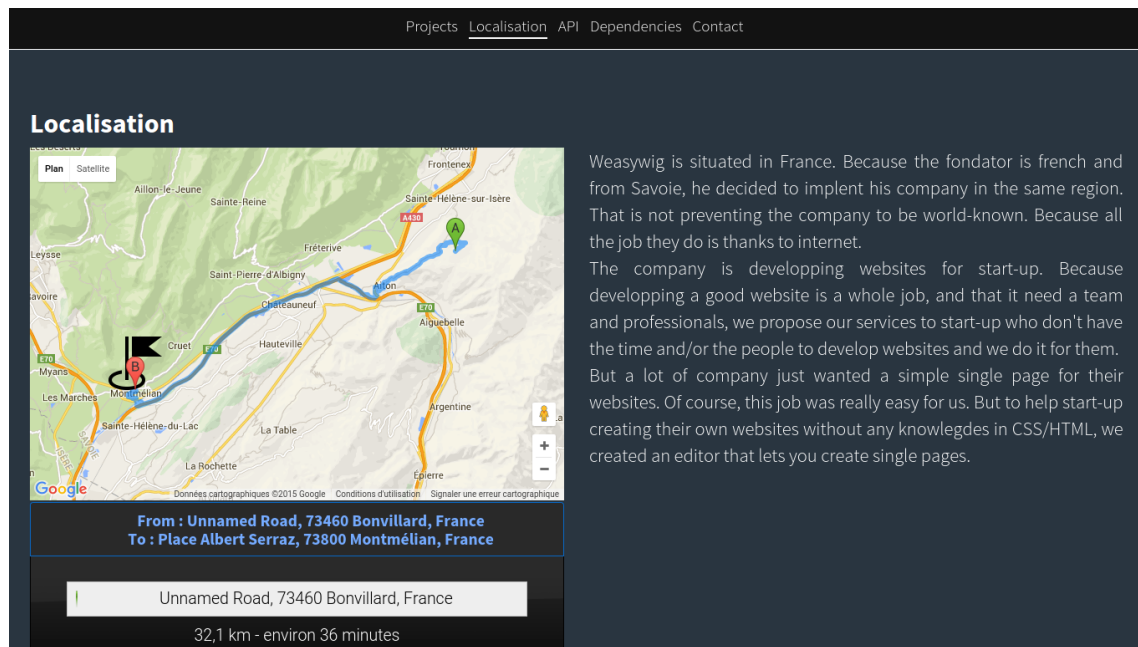 Projects Localisation API Dependencies Contact
Localisation
Plan Satellite
Frontenex
Aillon-le-Jeune
Sainte-Reine
Sainte-Hélène-sur-Isère
A430
A
Fréterive
Leysse
Saint-Pierre-d'Albigny
Aiton
Châteauneuf
E70
Aiguebelle
Cruet
E70
Hauteville
E70
B
Myans
Les Marches
Montmélian
Argentine
Sainte-Hélène-du-Lac
La Table
La Rochette
Épierre
Google
Données cartographiques ©2015 Google Conditions d'utilisation Signaler une erreur cartographique
From : Unnamed Road, 73460 Bonvillard, France
To : Place Albert Serraz, 73800 Montmélian, France
Unnamed Road, 73460 Bonvillard, France
32,1 km - environ 36 minutes
Weasywig is situated in France. Because the fondator is french and
from Savoie, he decided to implent his company in the same region.
That is not preventing the company to be world-known. Because all
the job they do is thanks to internet.
The company is developping websites for start-up. Because
developping a good website is a whole job, and that it need a team
and professionals, we propose our services to start-up who don't have
the time and/or the people to develop websites and we do it for them.
But a lot of company just wanted a simple single page for their
websites. Of course, this job was really easy for us. But to help start-up
creating their own websites without any knowlegdes in CSS/HTML, we
created an editor that lets you create single pages.